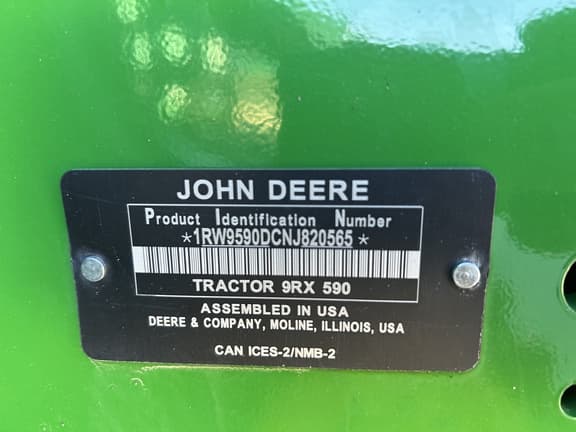 JOHN DEERE
Product Identification Number
*1RW9590DCNJ820565*
TRACTOR 9RX 590
ASSEMBLED IN USA
DEERE & COMPANY, MOLINE, ILLINOIS, USA
CAN ICES-2/NMB-2